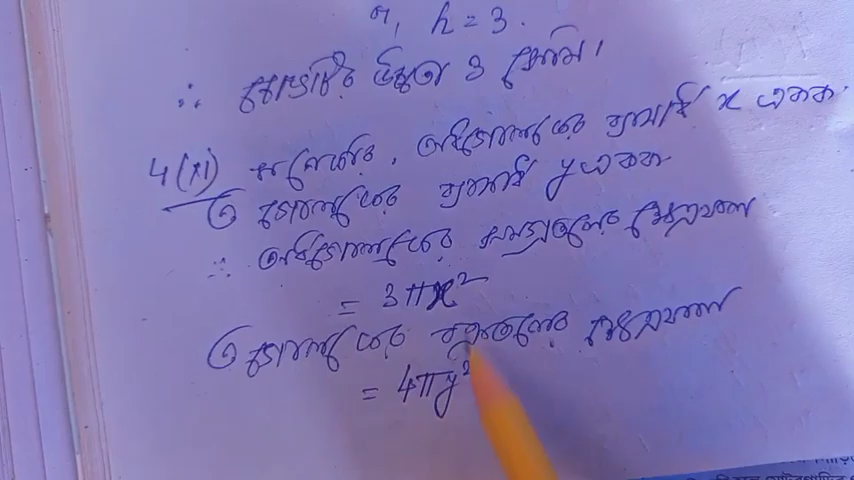 , h = 3.
∴ জোকারটির উচ্চতা 3 সেমি।
4(xi) মনেকরি, অর্ধগোলকের ব্যাসার্ধ x একক
ও গোলকের ব্যাসার্ধ y একক
∴ অর্ধগোলকের সমগ্রতলের ক্ষেত্রফল
= 3πx²
ও গোলকের বক্রতলের ক্ষেত্রফল
= 4πy²